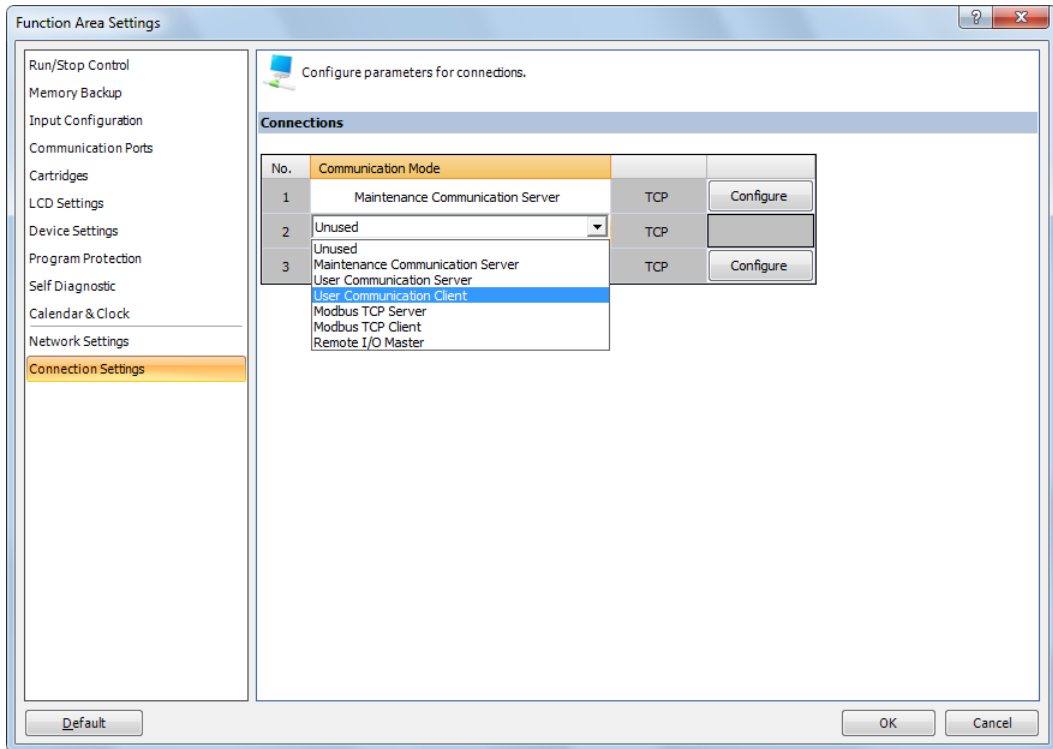 Function Area Settings
Run/Stop Control
Memory Backup
Input Configuration
Communication Ports
Cartridges
LCD Settings
Device Settings
Program Protection
Self Diagnostic
Calendar & Clock
Network Settings
Connection Settings
Configure parameters for connections.
Connections
No. Communication Mode
1 Maintenance Communication Server TCP Configure
2 Unused TCP
3 TCP Configure
Unused
Maintenance Communication Server
User Communication Server
User Communication Client
Modbus TCP Server
Modbus TCP Client
Remote I/O Master
Default OK Cancel